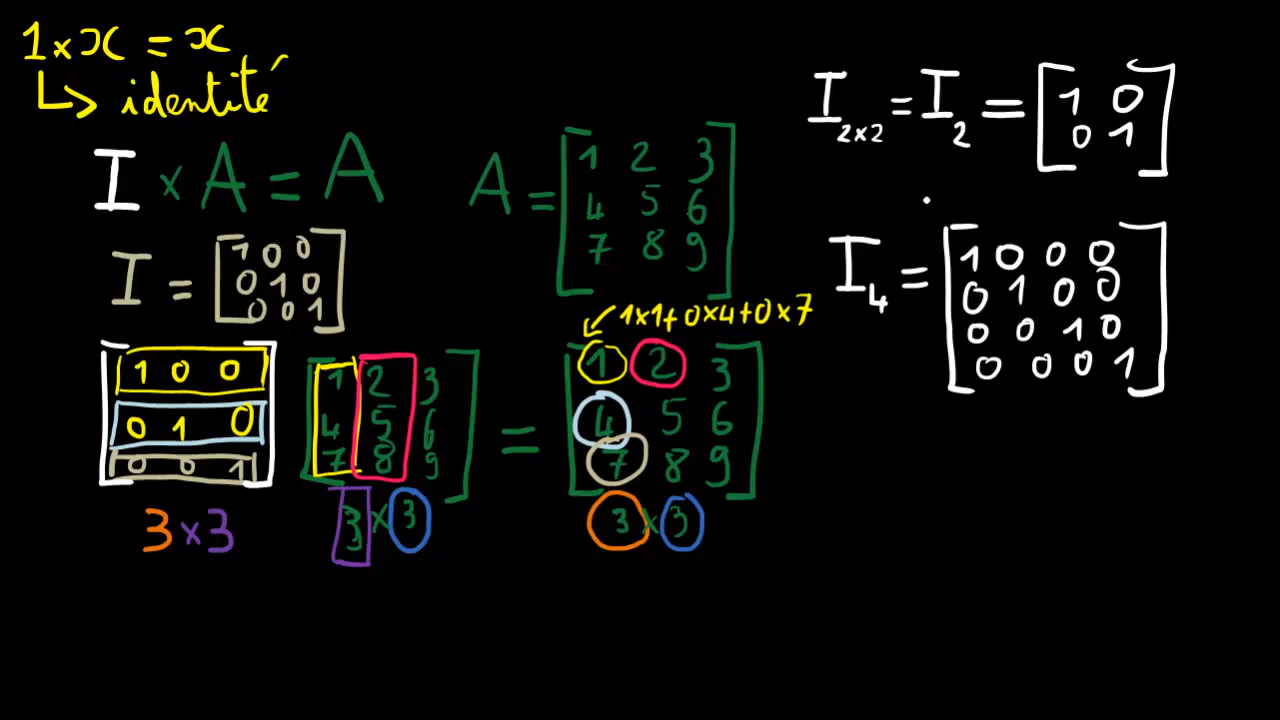 1 × x = x
↳ identité
I × A = A
A = [1 2 3
4 5 6
7 8 9]
I = [1 0 0
0 1 0
0 0 1]
1×1+0×4+0×7
[1 0 0
0 1 0
0 0 1]
[1 2 3
4 5 6
7 8 9]
=
[1 2 3
4 5 6
7 8 9]
3×3
3×3
3×3
I2×2 = I2 = [1 0
0 1]
I4 = [1 0 0 0
0 1 0 0
0 0 1 0
0 0 0 1]